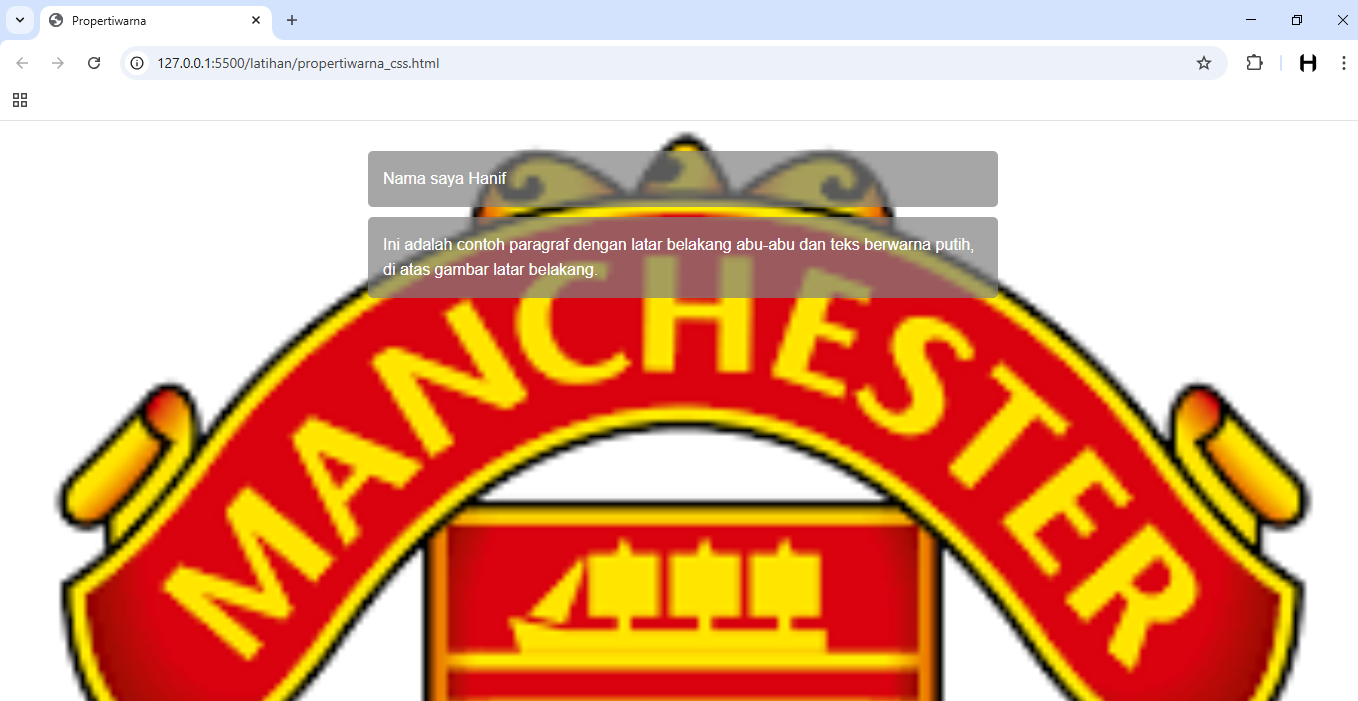 Propertiwarna
127.0.0.1:5500/latihan/propertiwarna_css.html
Nama saya Hanif
Ini adalah contoh paragraf dengan latar belakang abu-abu dan teks berwarna putih,
di atas gambar latar belakang.
MANCHESTER